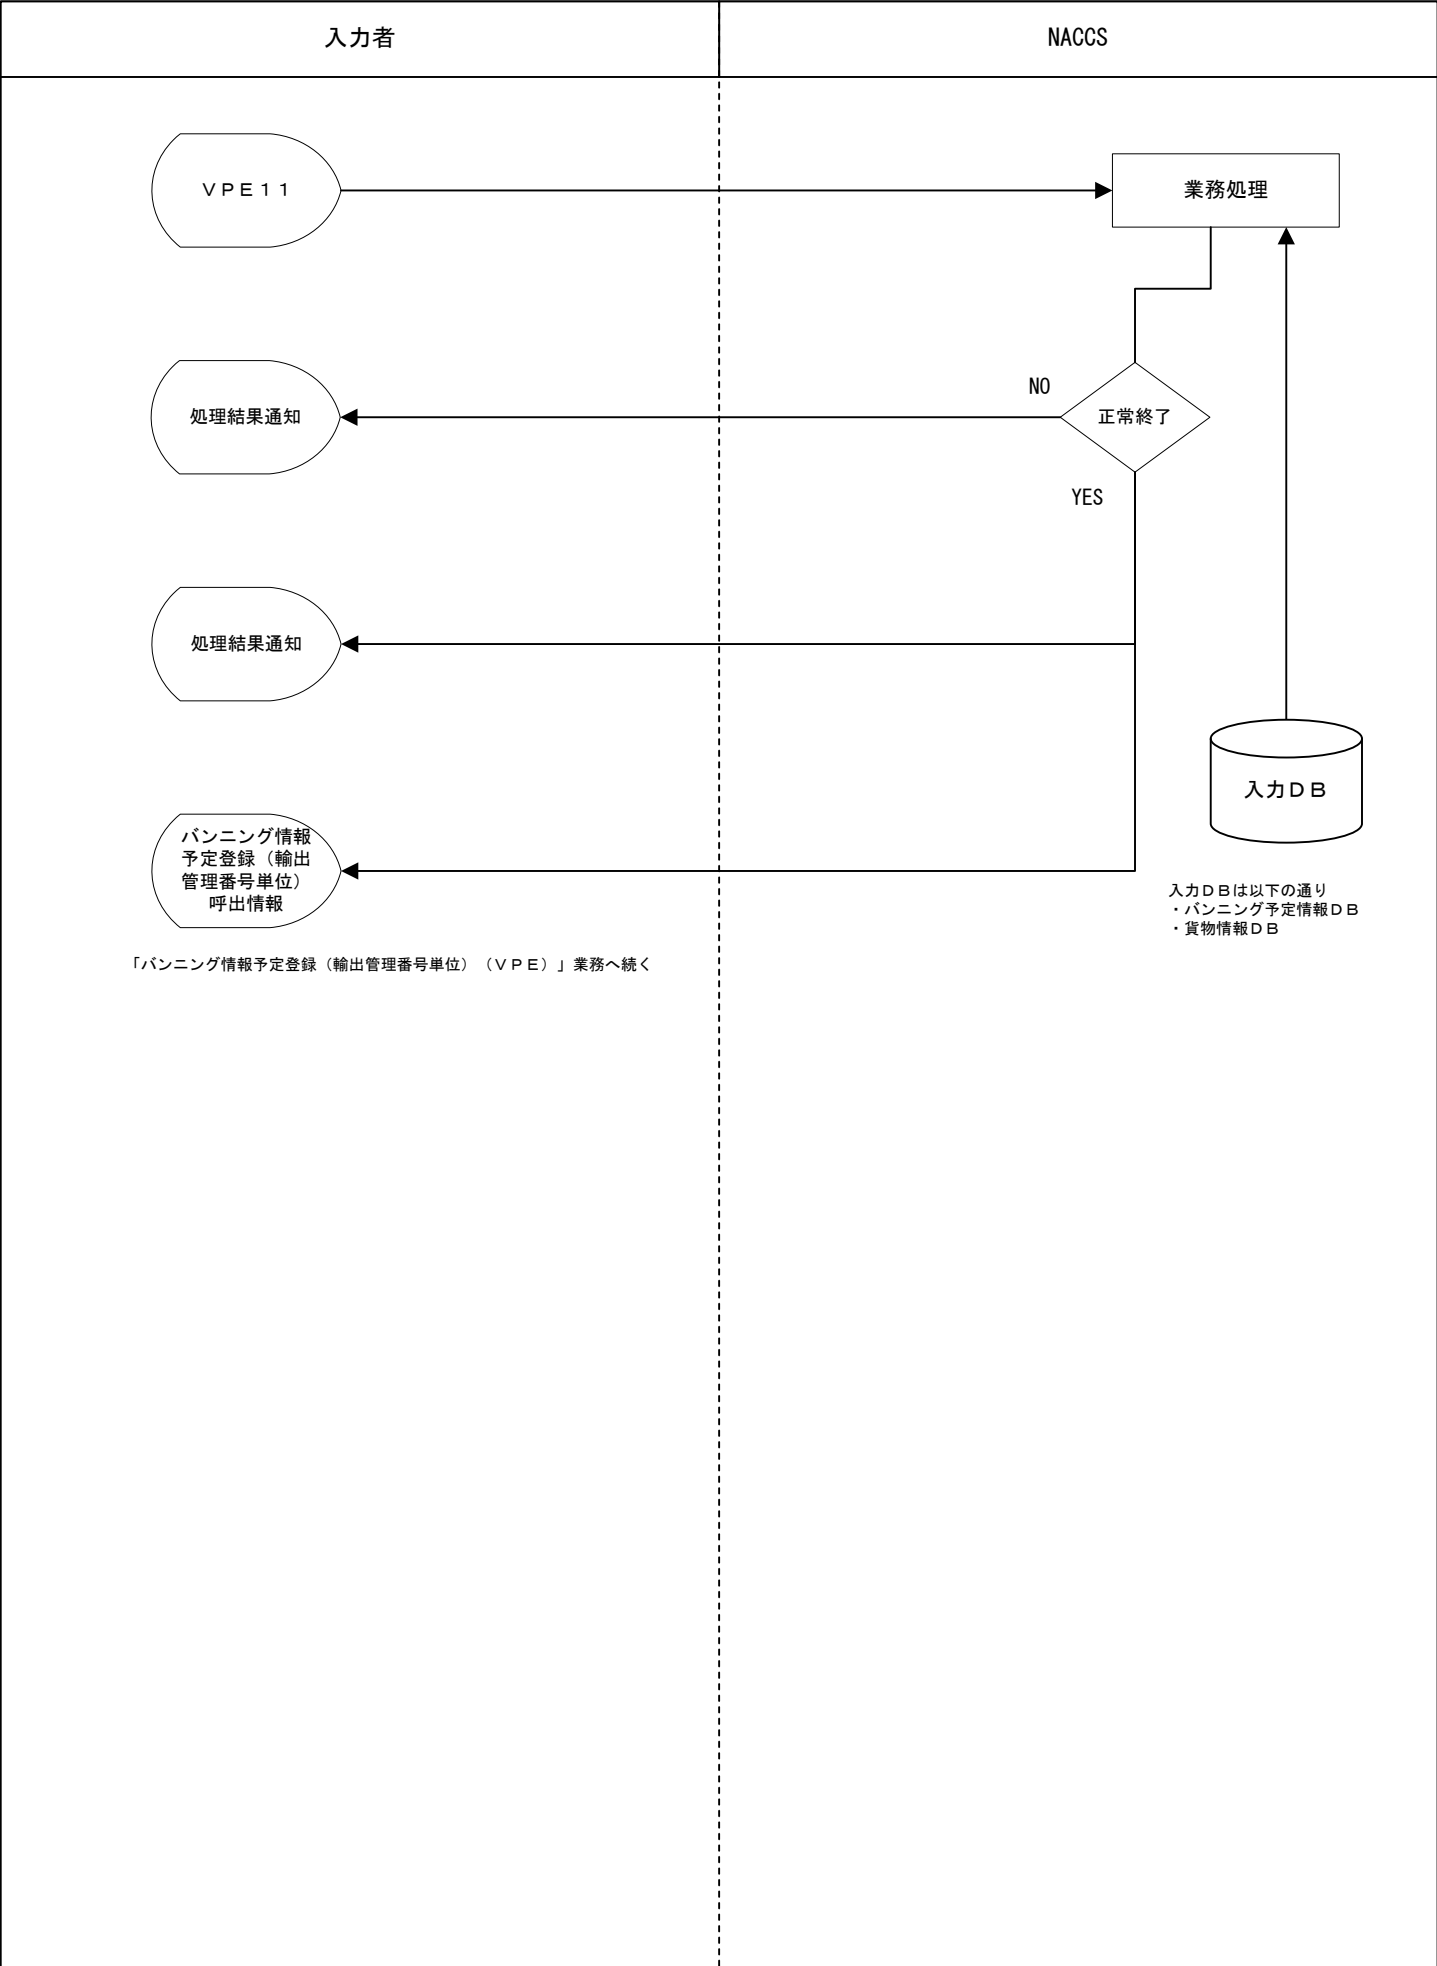 入力者
NACCS
ＶＰＥ１１
業務処理
NO
正常終了
処理結果通知
YES
処理結果通知
入力ＤＢ
バンニング情報
予定登録（輸出
管理番号単位）
呼出情報
入力ＤＢは以下の通り
・バンニング予定情報ＤＢ
・貨物情報ＤＢ
「バンニング情報予定登録（輸出管理番号単位）（ＶＰＥ）」業務へ続く